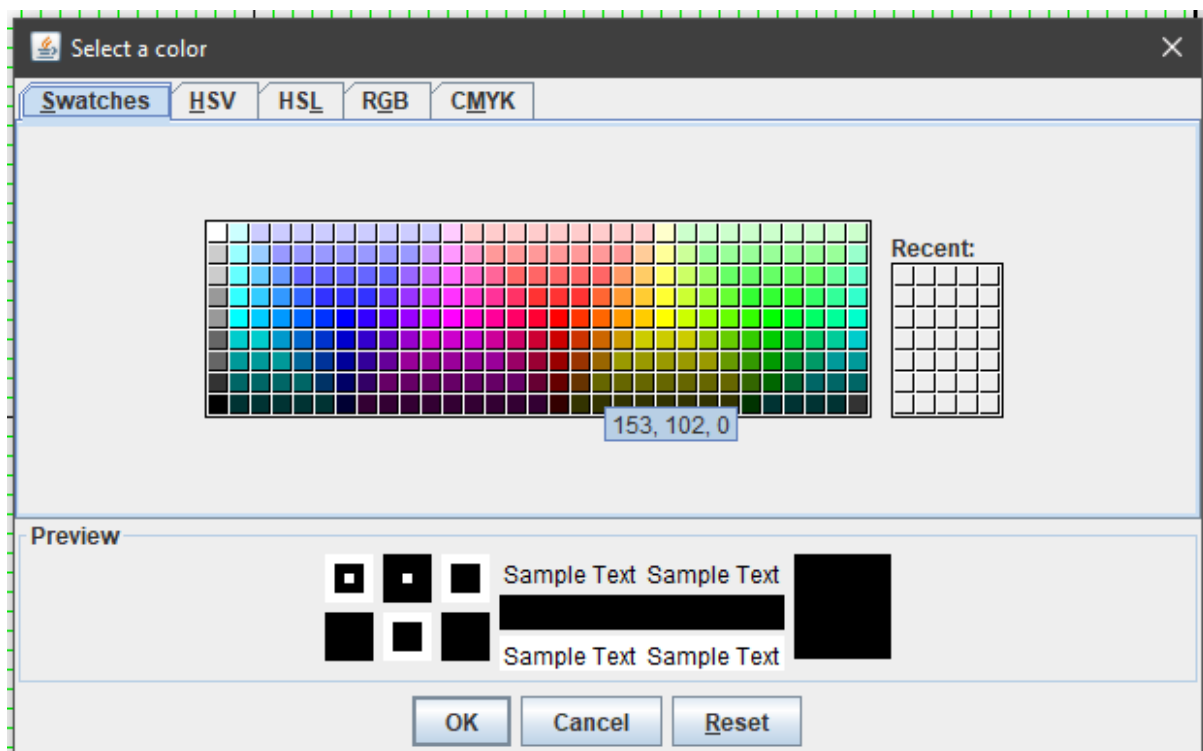 Select a color
Swatches HSV HSL RGB CMYK
Recent:
153, 102, 0
Preview
Sample Text Sample Text
Sample Text Sample Text
OK Cancel Reset